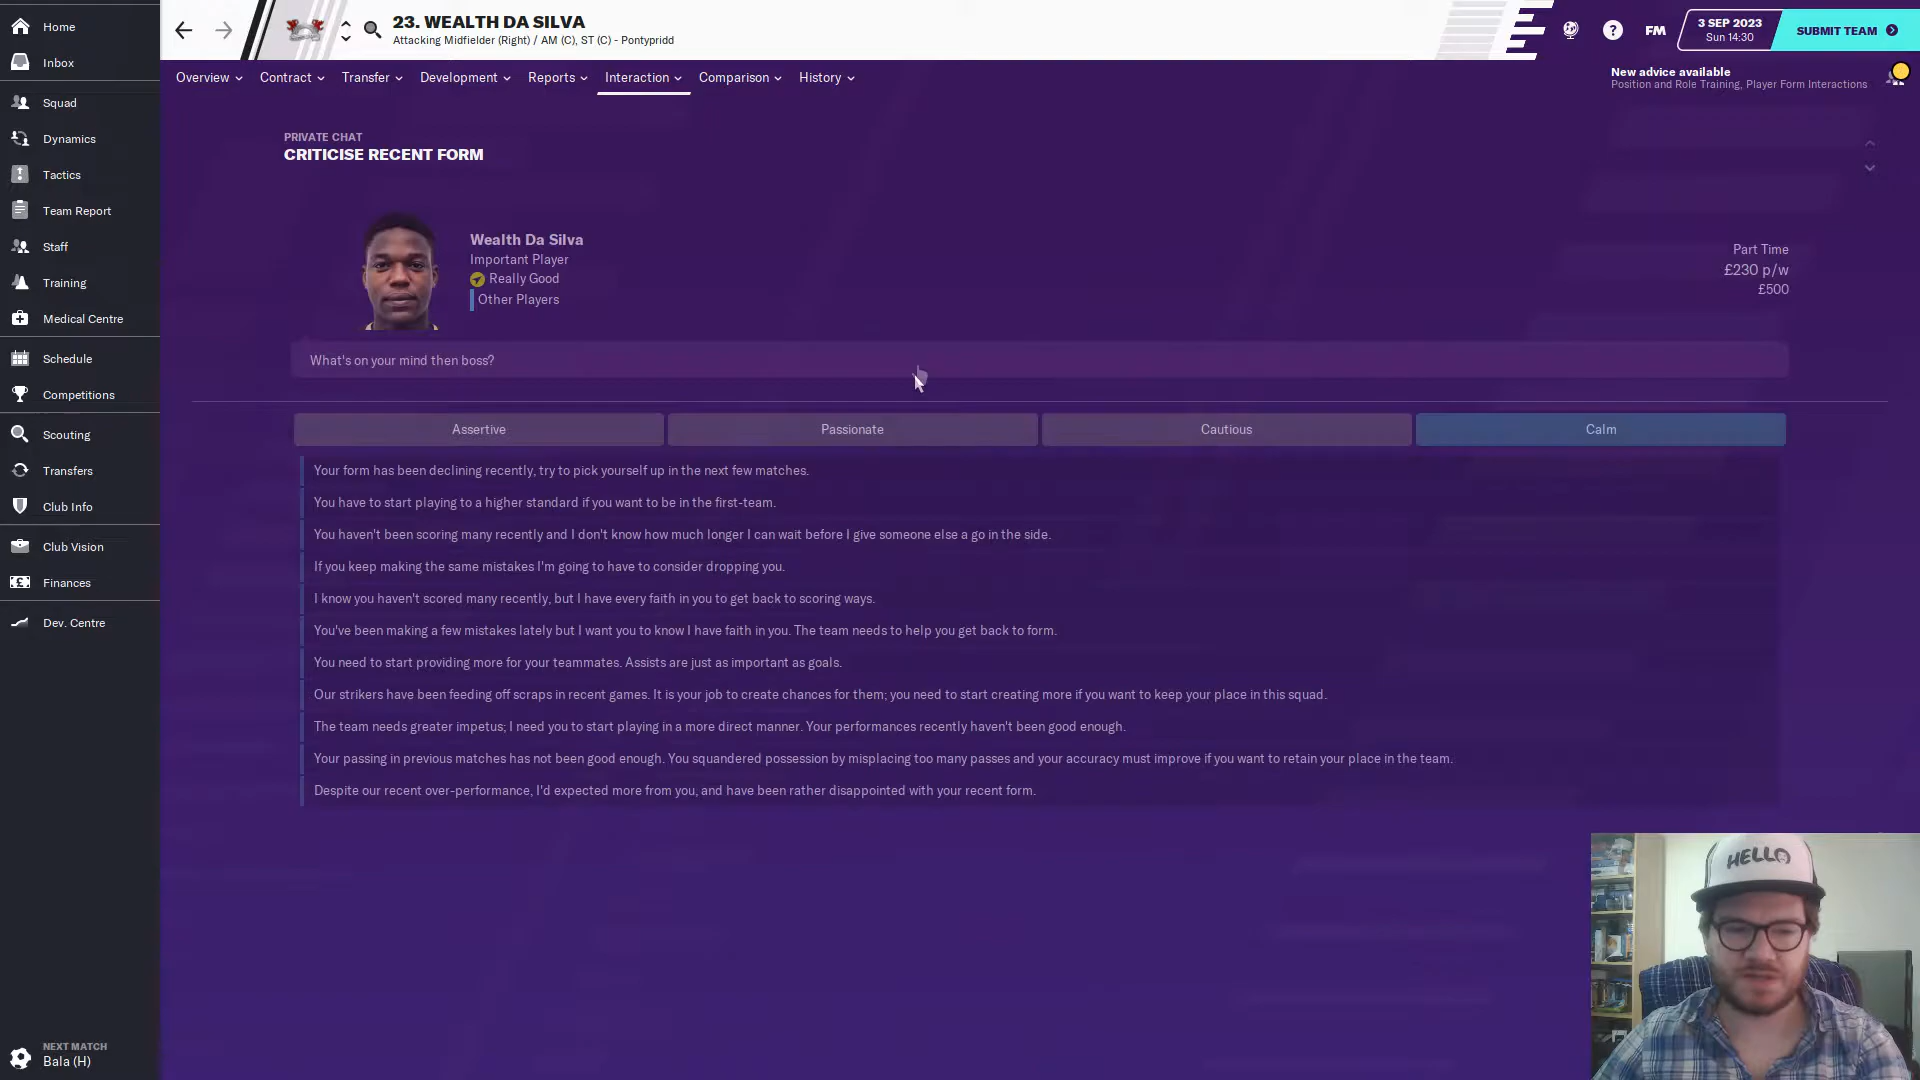 Home
Inbox
Squad
Dynamics
Tactics
Team Report
Staff
Training
Medical Centre
Schedule
Competitions
Scouting
Transfers
Club Info
Club Vision
Finances
Dev. Centre
NEXT MATCH
Bala (H)
23. WEALTH DA SILVA
Attacking Midfielder (Right) / AM (C), ST (C) - Pontypridd
FM
3 SEP 2023
Sun 14:30
SUBMIT TEAM
Overview
Contract
Transfer
Development
Reports
Interaction
Comparison
History
New advice available
Position and Role Training, Player Form Interactions
PRIVATE CHAT
CRITICISE RECENT FORM
Wealth Da Silva
Important Player
Really Good
Other Players
Part Time
£230 p/w
£500
What's on your mind then boss?
Assertive
Passionate
Cautious
Calm
Your form has been declining recently, try to pick yourself up in the next few matches.
You have to start playing to a higher standard if you want to be in the first-team.
You haven't been scoring many recently and I don't know how much longer I can wait before I give someone else a go in the side.
If you keep making the same mistakes I'm going to have to consider dropping you.
I know you haven't scored many recently, but I have every faith in you to get back to scoring ways.
You've been making a few mistakes lately but I want you to know I have faith in you. The team needs to help you get back to form.
You need to start providing more for your teammates. Assists are just as important as goals.
Our strikers have been feeding off scraps in recent games. It is your job to create chances for them; you need to start creating more if you want to keep your place in this squad.
The team needs greater impetus; I need you to start playing in a more direct manner. Your performances recently haven't been good enough.
Your passing in previous matches has not been good enough. You squandered possession by misplacing too many passes and your accuracy must improve if you want to retain your place in the team.
Despite our recent over-performance, I'd expected more from you, and have been rather disappointed with your recent form.
HELLO